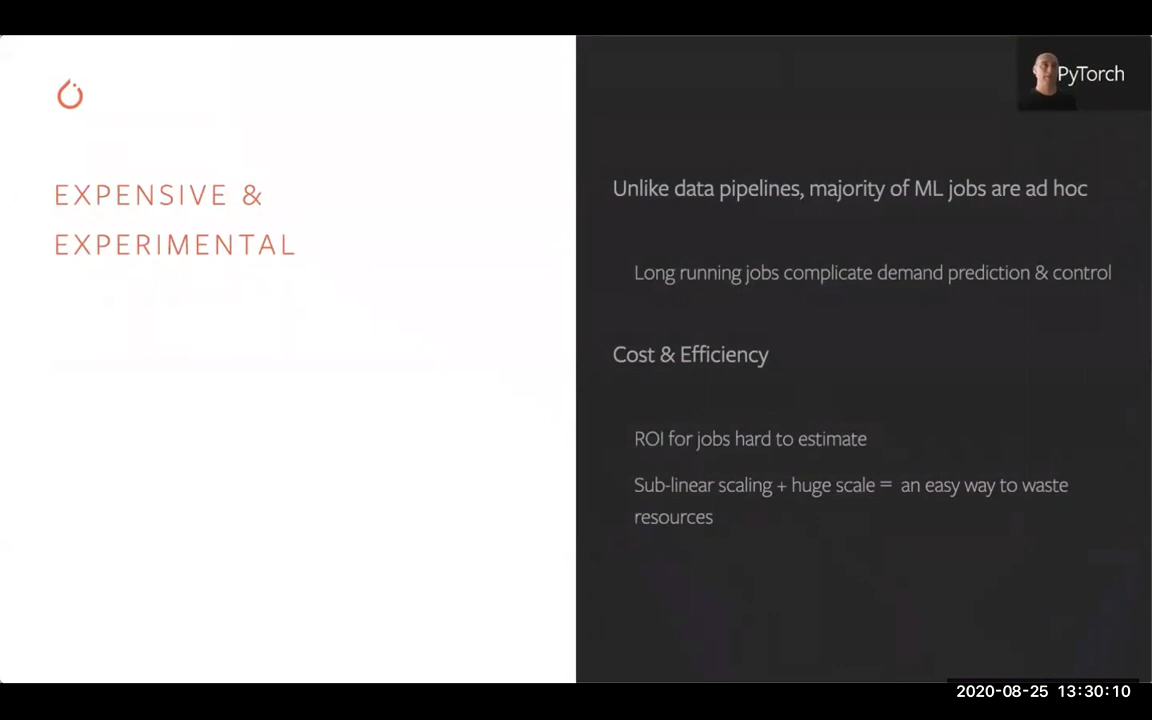 EXPENSIVE &
EXPERIMENTAL
PyTorch
Unlike data pipelines, majority of ML jobs are ad hoc
Long running jobs complicate demand prediction & control
Cost & Efficiency
ROI for jobs hard to estimate
Sub-linear scaling + huge scale = an easy way to waste
resources
2020-08-25 13:30:10